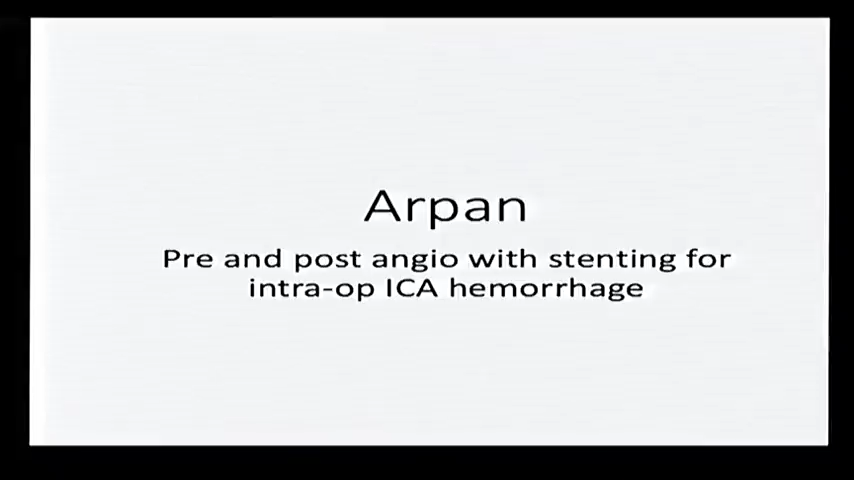 Arpan
Pre and post angio with stenting for
intra-op ICA hemorrhage